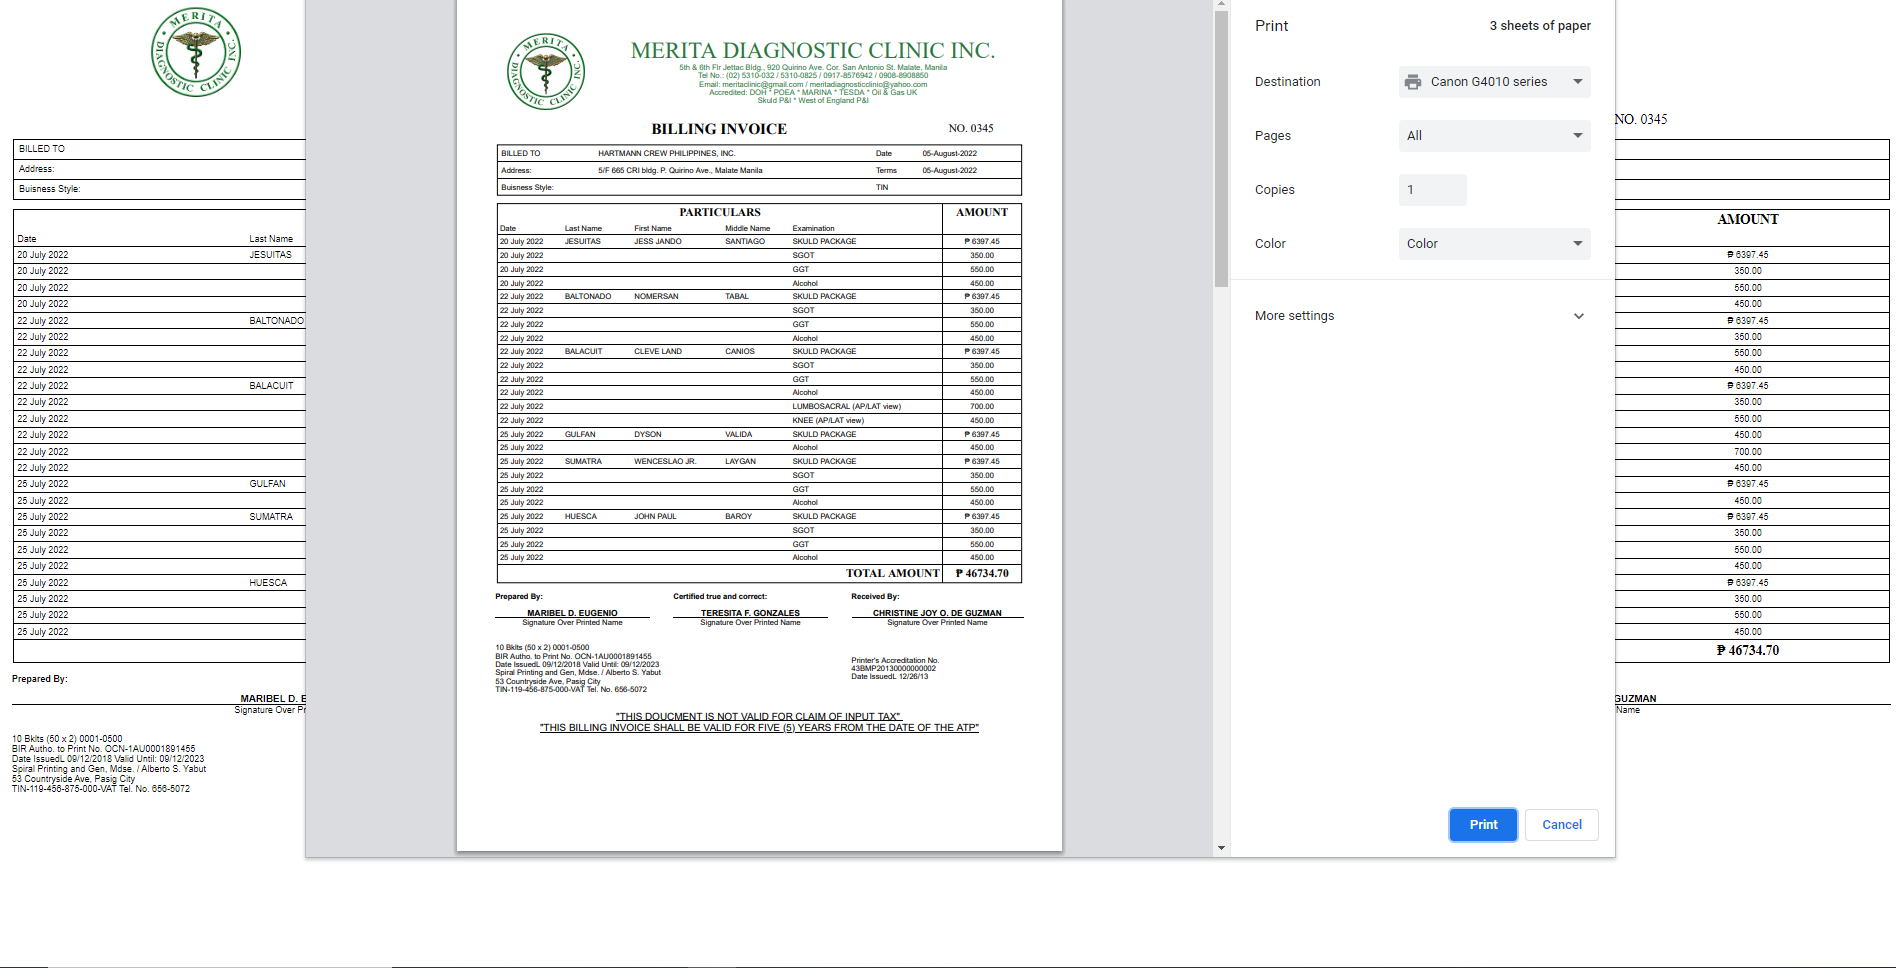 MERITA DIAGNOSTIC CLINIC INC.
BILLED TO
Address:
Buisness Style:
Date Last Name
20 July 2022 JESUITAS
20 July 2022
20 July 2022
20 July 2022
22 July 2022 BALTONADO
22 July 2022
22 July 2022
22 July 2022
22 July 2022 BALACUIT
22 July 2022
22 July 2022
22 July 2022
22 July 2022
22 July 2022
25 July 2022 GULFAN
25 July 2022
25 July 2022 SUMATRA
25 July 2022
25 July 2022
25 July 2022
25 July 2022 HUESCA
25 July 2022
25 July 2022
25 July 2022
Prepared By:
MARIBEL D. E
Signature Over Pr
10 Bklts (50 x 2) 0001-0500
BIR Autho. to Print No. OCN-1AU0001891455
Date IssuedL 09/12/2018 Valid Until: 09/12/2023
Spiral Printing and Gen, Mdse. / Alberto S. Yabut
53 Countryside Ave, Pasig City
TIN-119-456-875-000-VAT Tel. No. 656-5072
MERITA DIAGNOSTIC CLINIC INC.
MERITA DIAGNOSTIC CLINIC INC.
5th & 6th Flr Jettac Bldg., 920 Quirino Ave. Cor. San Antonio St. Malate, Manila
Tel No.: (02) 5310-032 / 5310-0825 / 0917-8576942 / 0908-8908850
Email: meritaclinic@gmail.com / meritadiagnosticclinic@yahoo.com
Accredited: DOH * POEA * MARINA * TESDA * Oil & Gas UK
Skuld P&I * West of England P&I
BILLING INVOICE NO. 0345
BILLED TO HARTMANN CREW PHILIPPINES, INC. Date 05-August-2022
Address: 5/F 665 CRI bldg. P. Quirino Ave., Malate Manila Terms 05-August-2022
Buisness Style: TIN
PARTICULARS AMOUNT
Date Last Name First Name Middle Name Examination
20 July 2022 JESUITAS JESS JANDO SANTIAGO SKULD PACKAGE ₱ 6397.45
20 July 2022 SGOT 350.00
20 July 2022 GGT 550.00
20 July 2022 Alcohol 450.00
22 July 2022 BALTONADO NOMERSAN TABAL SKULD PACKAGE ₱ 6397.45
22 July 2022 SGOT 350.00
22 July 2022 GGT 550.00
22 July 2022 Alcohol 450.00
22 July 2022 BALACUIT CLEVE LAND CANIOS SKULD PACKAGE ₱ 6397.45
22 July 2022 SGOT 350.00
22 July 2022 GGT 550.00
22 July 2022 Alcohol 450.00
22 July 2022 LUMBOSACRAL (AP/LAT view) 700.00
22 July 2022 KNEE (AP/LAT view) 450.00
25 July 2022 GULFAN DYSON VALIDA SKULD PACKAGE ₱ 6397.45
25 July 2022 Alcohol 450.00
25 July 2022 SUMATRA WENCESLAO JR. LAYGAN SKULD PACKAGE ₱ 6397.45
25 July 2022 SGOT 350.00
25 July 2022 GGT 550.00
25 July 2022 Alcohol 450.00
25 July 2022 HUESCA JOHN PAUL BAROY SKULD PACKAGE ₱ 6397.45
25 July 2022 SGOT 350.00
25 July 2022 GGT 550.00
25 July 2022 Alcohol 450.00
TOTAL AMOUNT ₱ 46734.70
Prepared By: Certified true and correct: Received By:
MARIBEL D. EUGENIO TERESITA F. GONZALES CHRISTINE JOY O. DE GUZMAN
Signature Over Printed Name Signature Over Printed Name Signature Over Printed Name
10 Bklts (50 x 2) 0001-0500
BIR Autho. to Print No. OCN-1AU0001891455
Date IssuedL 09/12/2018 Valid Until: 09/12/2023
Spiral Printing and Gen, Mdse. / Alberto S. Yabut
53 Countryside Ave, Pasig City
TIN-119-456-875-000-VAT Tel. No. 656-5072
Printer's Accreditation No.
43BMP20130000000002
Date IssuedL 12/26/13
"THIS DOUCMENT IS NOT VALID FOR CLAIM OF INPUT TAX"
"THIS BILLING INVOICE SHALL BE VALID FOR FIVE (5) YEARS FROM THE DATE OF THE ATP"
Print 3 sheets of paper
Destination Canon G4010 series
Pages All
Copies 1
Color Color
More settings
Print Cancel
NO. 0345
AMOUNT
₱ 6397.45
350.00
550.00
450.00
₱ 6397.45
350.00
550.00
450.00
₱ 6397.45
350.00
550.00
450.00
700.00
450.00
₱ 6397.45
450.00
₱ 6397.45
350.00
550.00
450.00
₱ 6397.45
350.00
550.00
450.00
₱ 46734.70
GUZMAN
Name